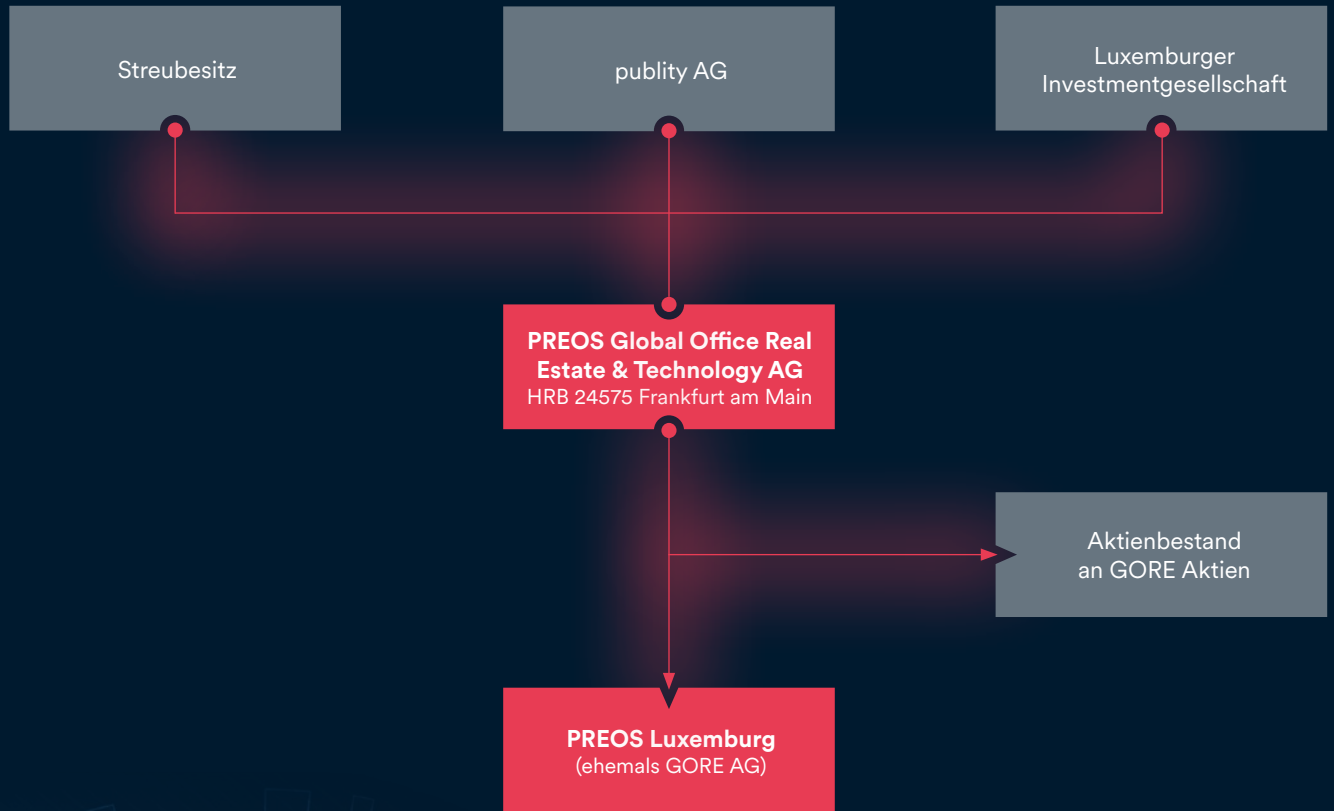 Streubesitz
publity AG
Luxemburger
Investmentgesellschaft
PREOS Global Office Real
Estate & Technology AG
HRB 24575 Frankfurt am Main
Aktienbestand
an GORE Aktien
PREOS Luxemburg
(ehemals GORE AG)